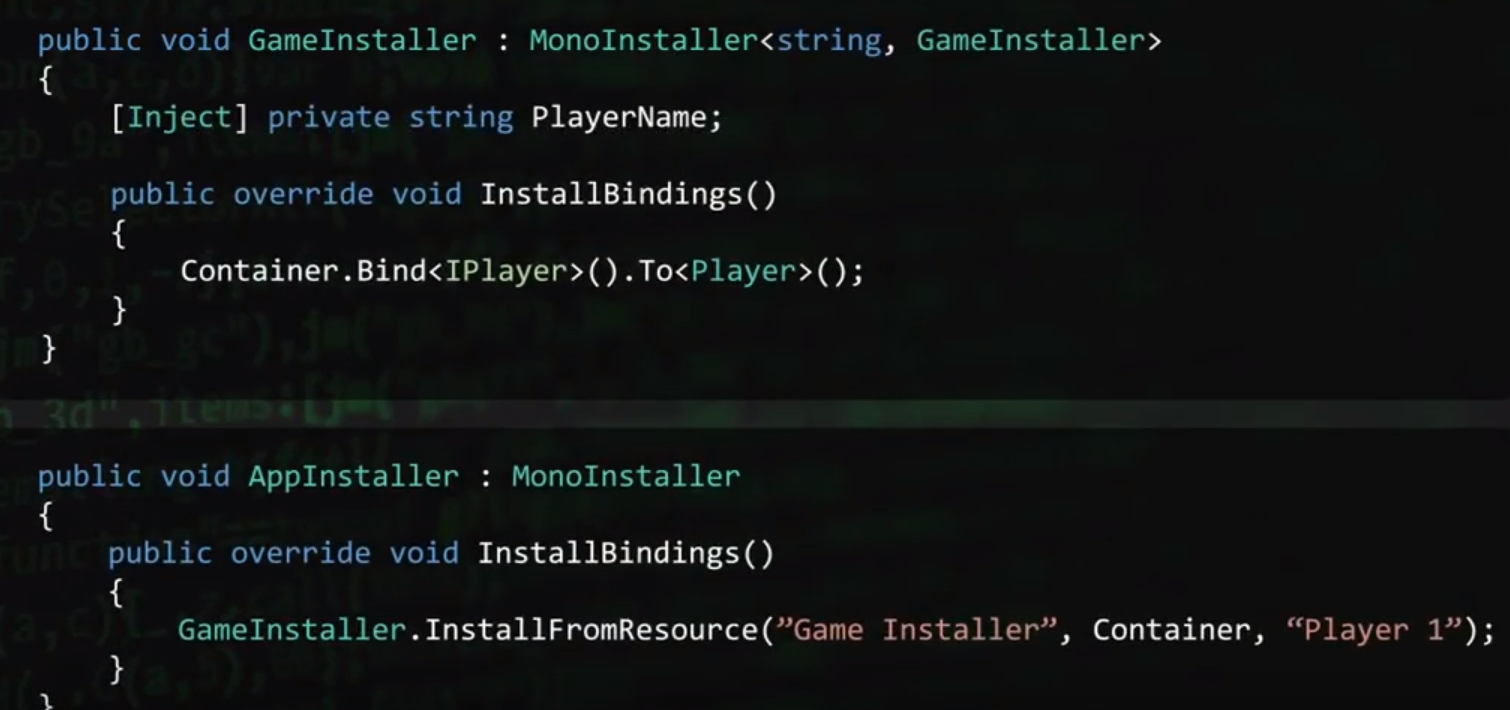 public void GameInstaller : MonoInstaller<string, GameInstaller>
{
    [Inject] private string PlayerName;

    public override void InstallBindings()
    {
        Container.Bind<IPlayer>().To<Player>();
    }
}
public void AppInstaller : MonoInstaller
{
    public override void InstallBindings()
    {
        GameInstaller.InstallFromResource(”Game Installer”, Container, “Player 1”);
    }
}